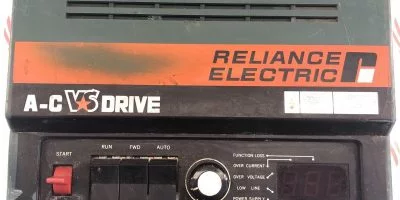 RELIANCE
ELECTRIC
A-C VS DRIVE
RUN FWD AUTO
START
FUNCTION LOSS
OVER CURRENT
OVER VOLTAGE
LOW LINE
POWER SUPPLY